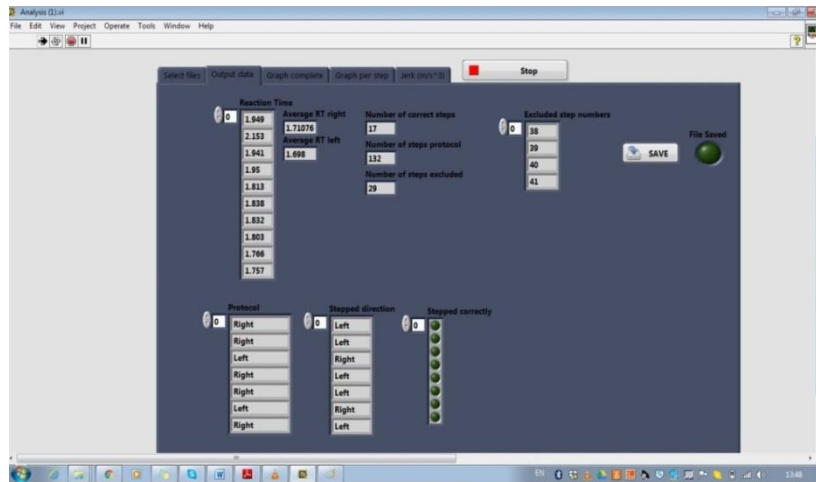 Analysis (1).vi
File Edit View Project Operate Tools Window Help
Select files Output data Graph complete Graph per step Jerk (m/s^3) Stop
Reaction Time
0
1.949
2.153
1.941
1.95
1.813
1.838
1.832
1.803
1.766
1.757
Average RT right
1.71076
Average RT left
1.698
Number of correct steps
17
Number of steps protocol
132
Number of steps excluded
29
Excluded step numbers
0
38
39
40
41
SAVE
File Saved
Protocol
0
Right
Right
Left
Right
Right
Left
Right
Stepped direction
0
Left
Left
Right
Left
Left
Right
Left
Stepped correctly
0
EN
13:48